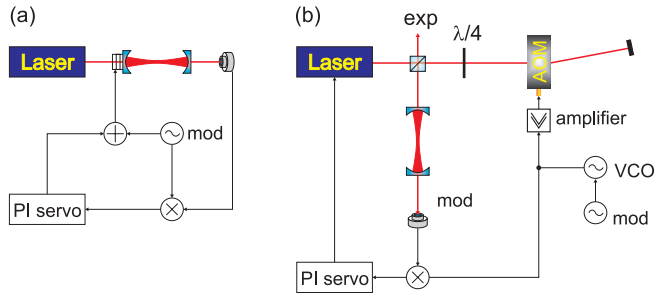 (a)
Laser
mod
PI servo
(b)
exp
λ/4
Laser
AOM
amplifier
VCO
mod
mod
PI servo